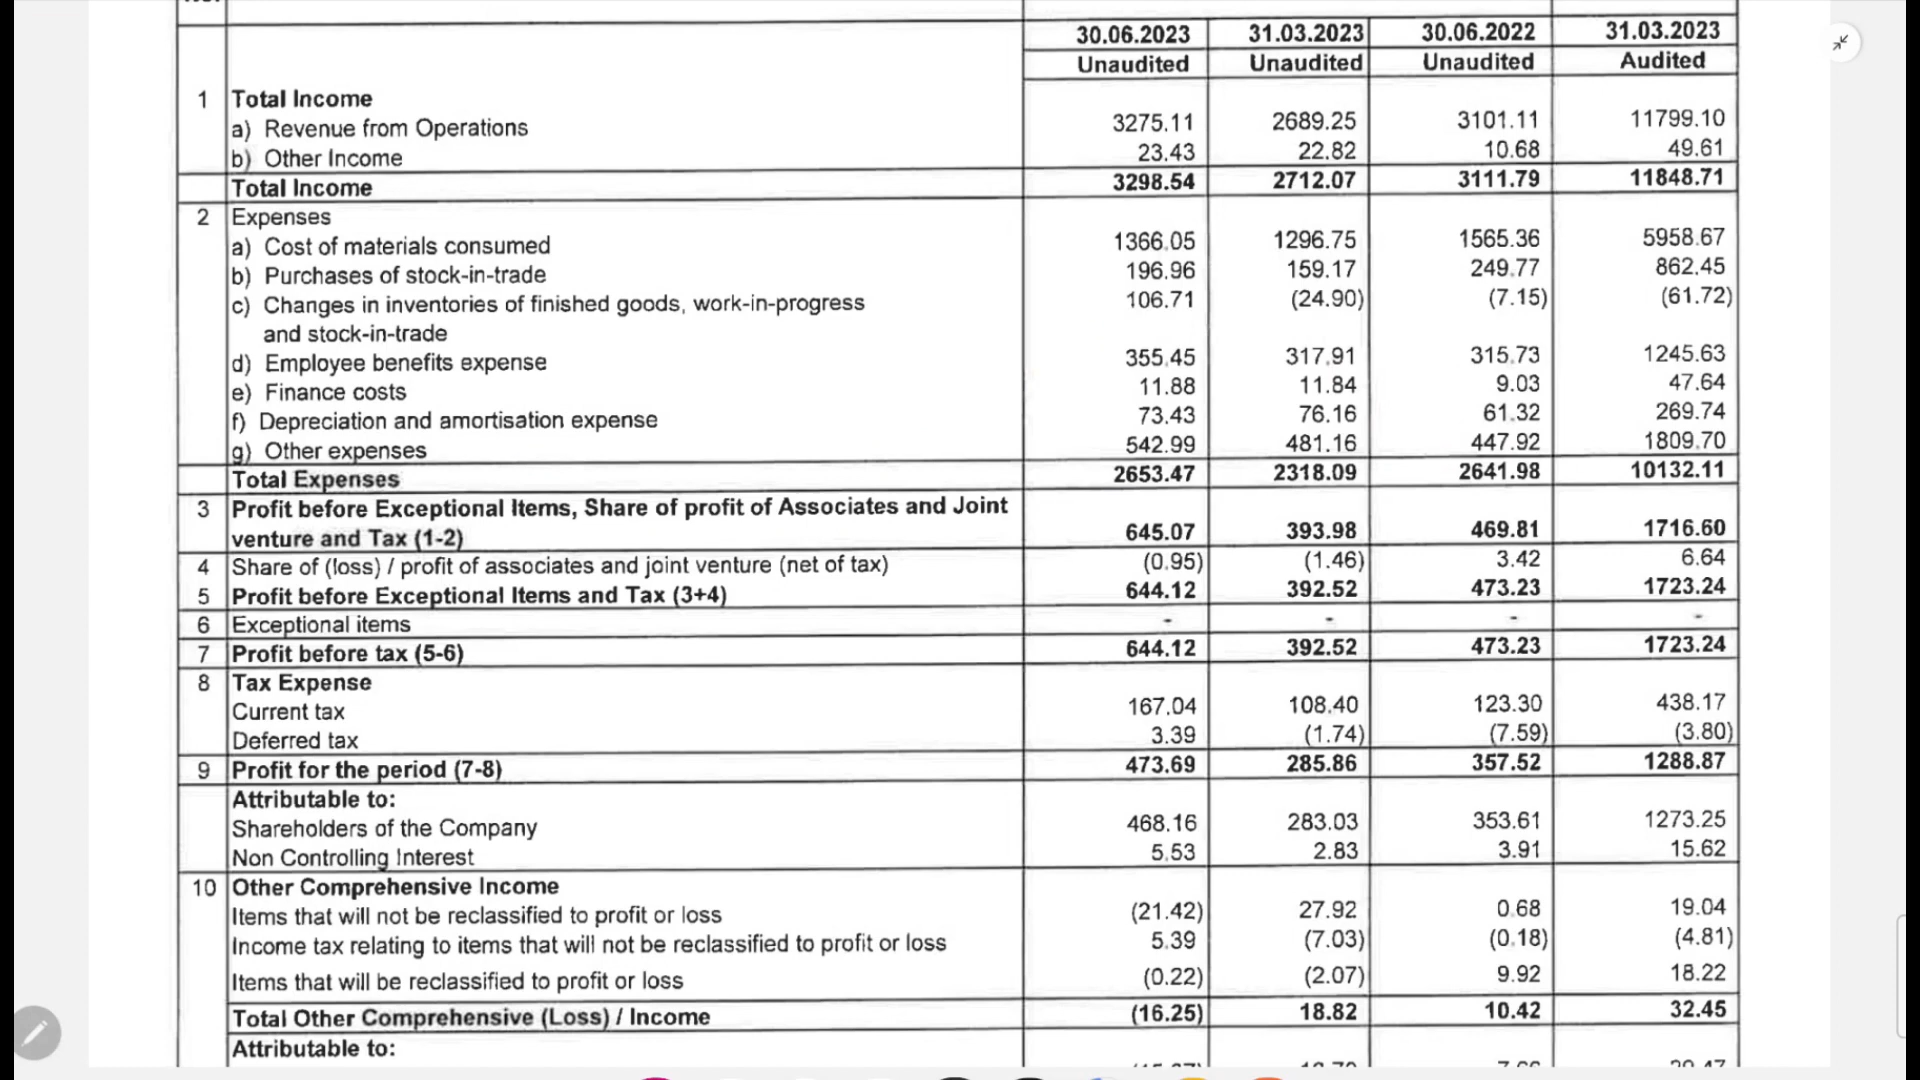 30.06.2023 31.03.2023 30.06.2022 31.03.2023
Unaudited Unaudited Unaudited Audited
1 Total Income
a) Revenue from Operations 3275.11 2689.25 3101.11 11799.10
b) Other Income 23.43 22.82 10.68 49.61
Total Income 3298.54 2712.07 3111.79 11848.71
2 Expenses
a) Cost of materials consumed 1366.05 1296.75 1565.36 5958.67
b) Purchases of stock-in-trade 196.96 159.17 249.77 862.45
c) Changes in inventories of finished goods, work-in-progress 106.71 (24.90) (7.15) (61.72)
and stock-in-trade
d) Employee benefits expense 355.45 317.91 315.73 1245.63
e) Finance costs 11.88 11.84 9.03 47.64
f) Depreciation and amortisation expense 73.43 76.16 61.32 269.74
g) Other expenses 542.99 481.16 447.92 1809.70
Total Expenses 2653.47 2318.09 2641.98 10132.11
3 Profit before Exceptional Items, Share of profit of Associates and Joint
venture and Tax (1-2) 645.07 393.98 469.81 1716.60
4 Share of (loss) / profit of associates and joint venture (net of tax) (0.95) (1.46) 3.42 6.64
5 Profit before Exceptional Items and Tax (3+4) 644.12 392.52 473.23 1723.24
6 Exceptional items - - - -
7 Profit before tax (5-6) 644.12 392.52 473.23 1723.24
8 Tax Expense
Current tax 167.04 108.40 123.30 438.17
Deferred tax 3.39 (1.74) (7.59) (3.80)
9 Profit for the period (7-8) 473.69 285.86 357.52 1288.87
Attributable to:
Shareholders of the Company 468.16 283.03 353.61 1273.25
Non Controlling Interest 5.53 2.83 3.91 15.62
10 Other Comprehensive Income
Items that will not be reclassified to profit or loss (21.42) 27.92 0.68 19.04
Income tax relating to items that will not be reclassified to profit or loss 5.39 (7.03) (0.18) (4.81)
Items that will be reclassified to profit or loss (0.22) (2.07) 9.92 18.22
Total Other Comprehensive (Loss) / Income (16.25) 18.82 10.42 32.45
Attributable to: